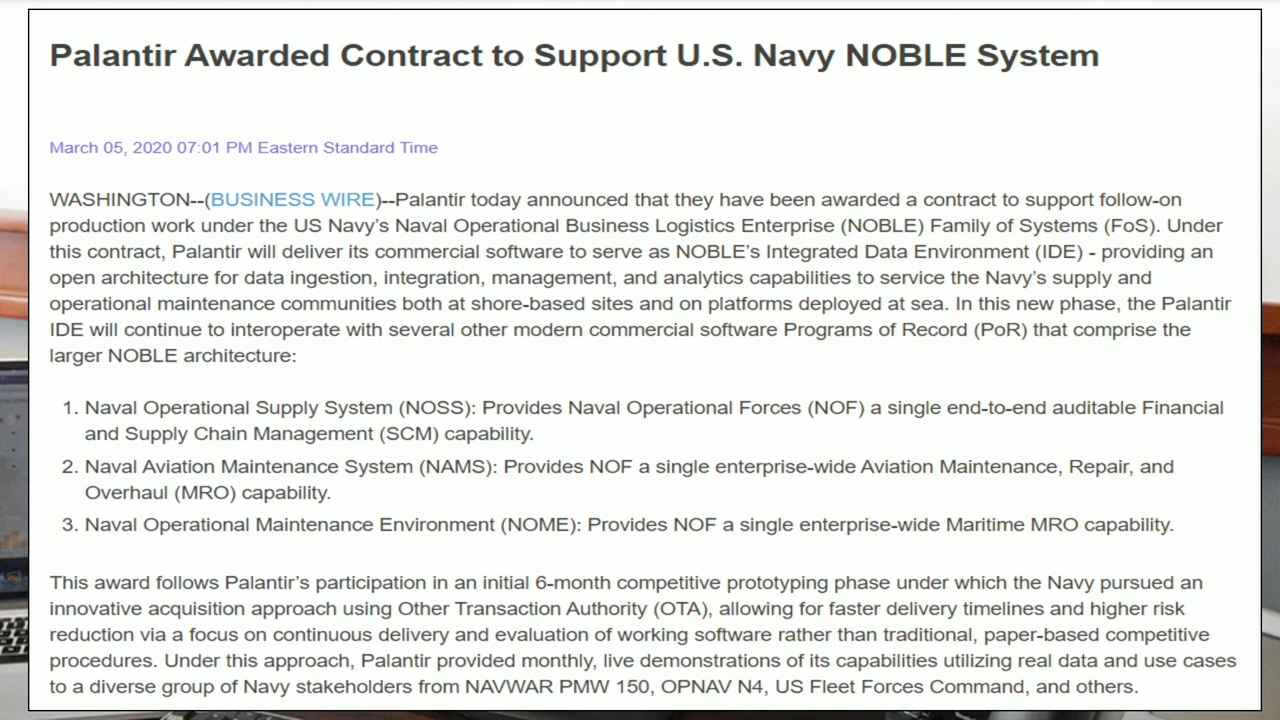 Palantir Awarded Contract to Support U.S. Navy NOBLE System
March 05, 2020 07:01 PM Eastern Standard Time
WASHINGTON--(BUSINESS WIRE)--Palantir today announced that they have been awarded a contract to support follow-on
production work under the US Navy’s Naval Operational Business Logistics Enterprise (NOBLE) Family of Systems (FoS). Under
this contract, Palantir will deliver its commercial software to serve as NOBLE’s Integrated Data Environment (IDE) - providing an
open architecture for data ingestion, integration, management, and analytics capabilities to service the Navy’s supply and
operational maintenance communities both at shore-based sites and on platforms deployed at sea. In this new phase, the Palantir
IDE will continue to interoperate with several other modern commercial software Programs of Record (PoR) that comprise the
larger NOBLE architecture:
1. Naval Operational Supply System (NOSS): Provides Naval Operational Forces (NOF) a single end-to-end auditable Financial
and Supply Chain Management (SCM) capability.
2. Naval Aviation Maintenance System (NAMS): Provides NOF a single enterprise-wide Aviation Maintenance, Repair, and
Overhaul (MRO) capability.
3. Naval Operational Maintenance Environment (NOME): Provides NOF a single enterprise-wide Maritime MRO capability.
This award follows Palantir’s participation in an initial 6-month competitive prototyping phase under which the Navy pursued an
innovative acquisition approach using Other Transaction Authority (OTA), allowing for faster delivery timelines and higher risk
reduction via a focus on continuous delivery and evaluation of working software rather than traditional, paper-based competitive
procedures. Under this approach, Palantir provided monthly, live demonstrations of its capabilities utilizing real data and use cases
to a diverse group of Navy stakeholders from NAVWAR PMW 150, OPNAV N4, US Fleet Forces Command, and others.